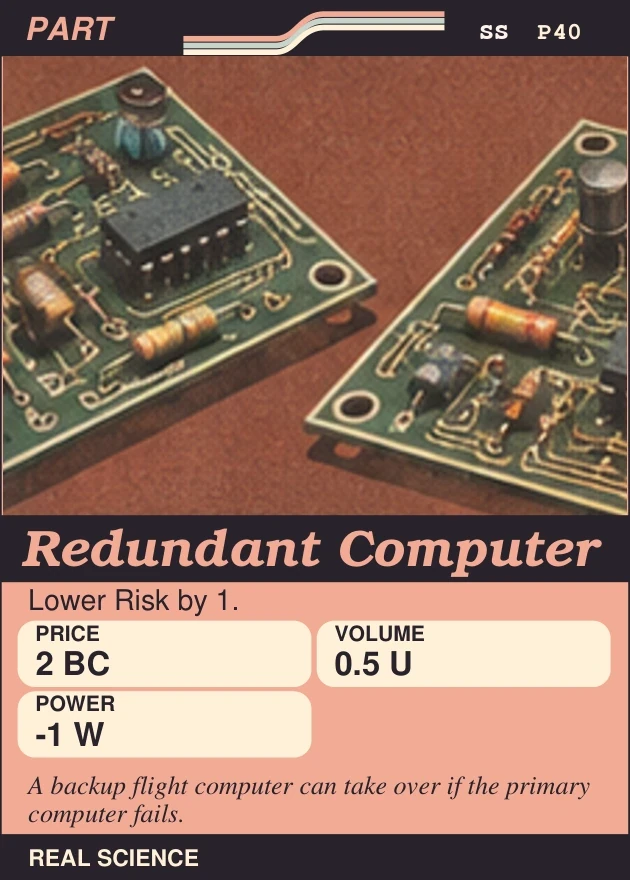 PART
SS P40
Redundant Computer
Lower Risk by 1.
PRICE
2 BC
VOLUME
0.5 U
POWER
-1 W
A backup flight computer can take over if the primary
computer fails.
REAL SCIENCE